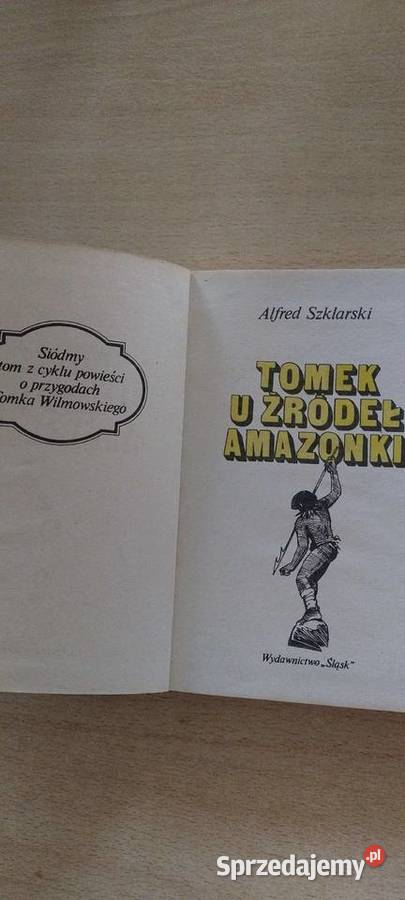 Siódmy
tom z cyklu powieści
o przygodach
Tomka Wilmowskiego
Alfred Szklarski
TOMEK
U ŹRÓDEŁ
AMAZONKI
Wydawnictwo „Śląsk"
Sprzedajemy.pl